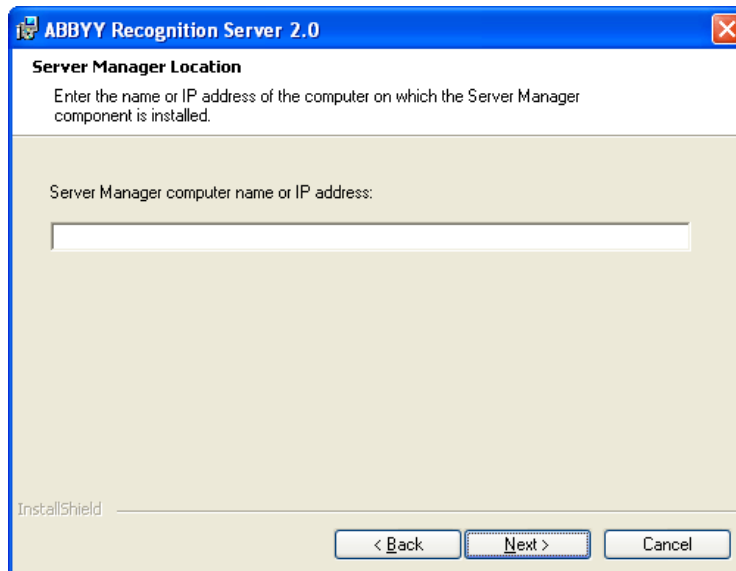 ABBYY Recognition Server 2.0
Server Manager Location
Enter the name or IP address of the computer on which the Server Manager
component is installed.
Server Manager computer name or IP address:
InstallShield
< Back Next > Cancel